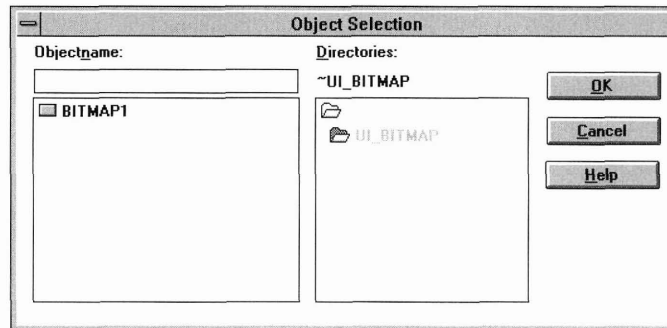 Object Selection
Objectname:
Directories:
~UI_BITMAP
OK
BITMAP1
UI_BITMAP
Cancel
Help